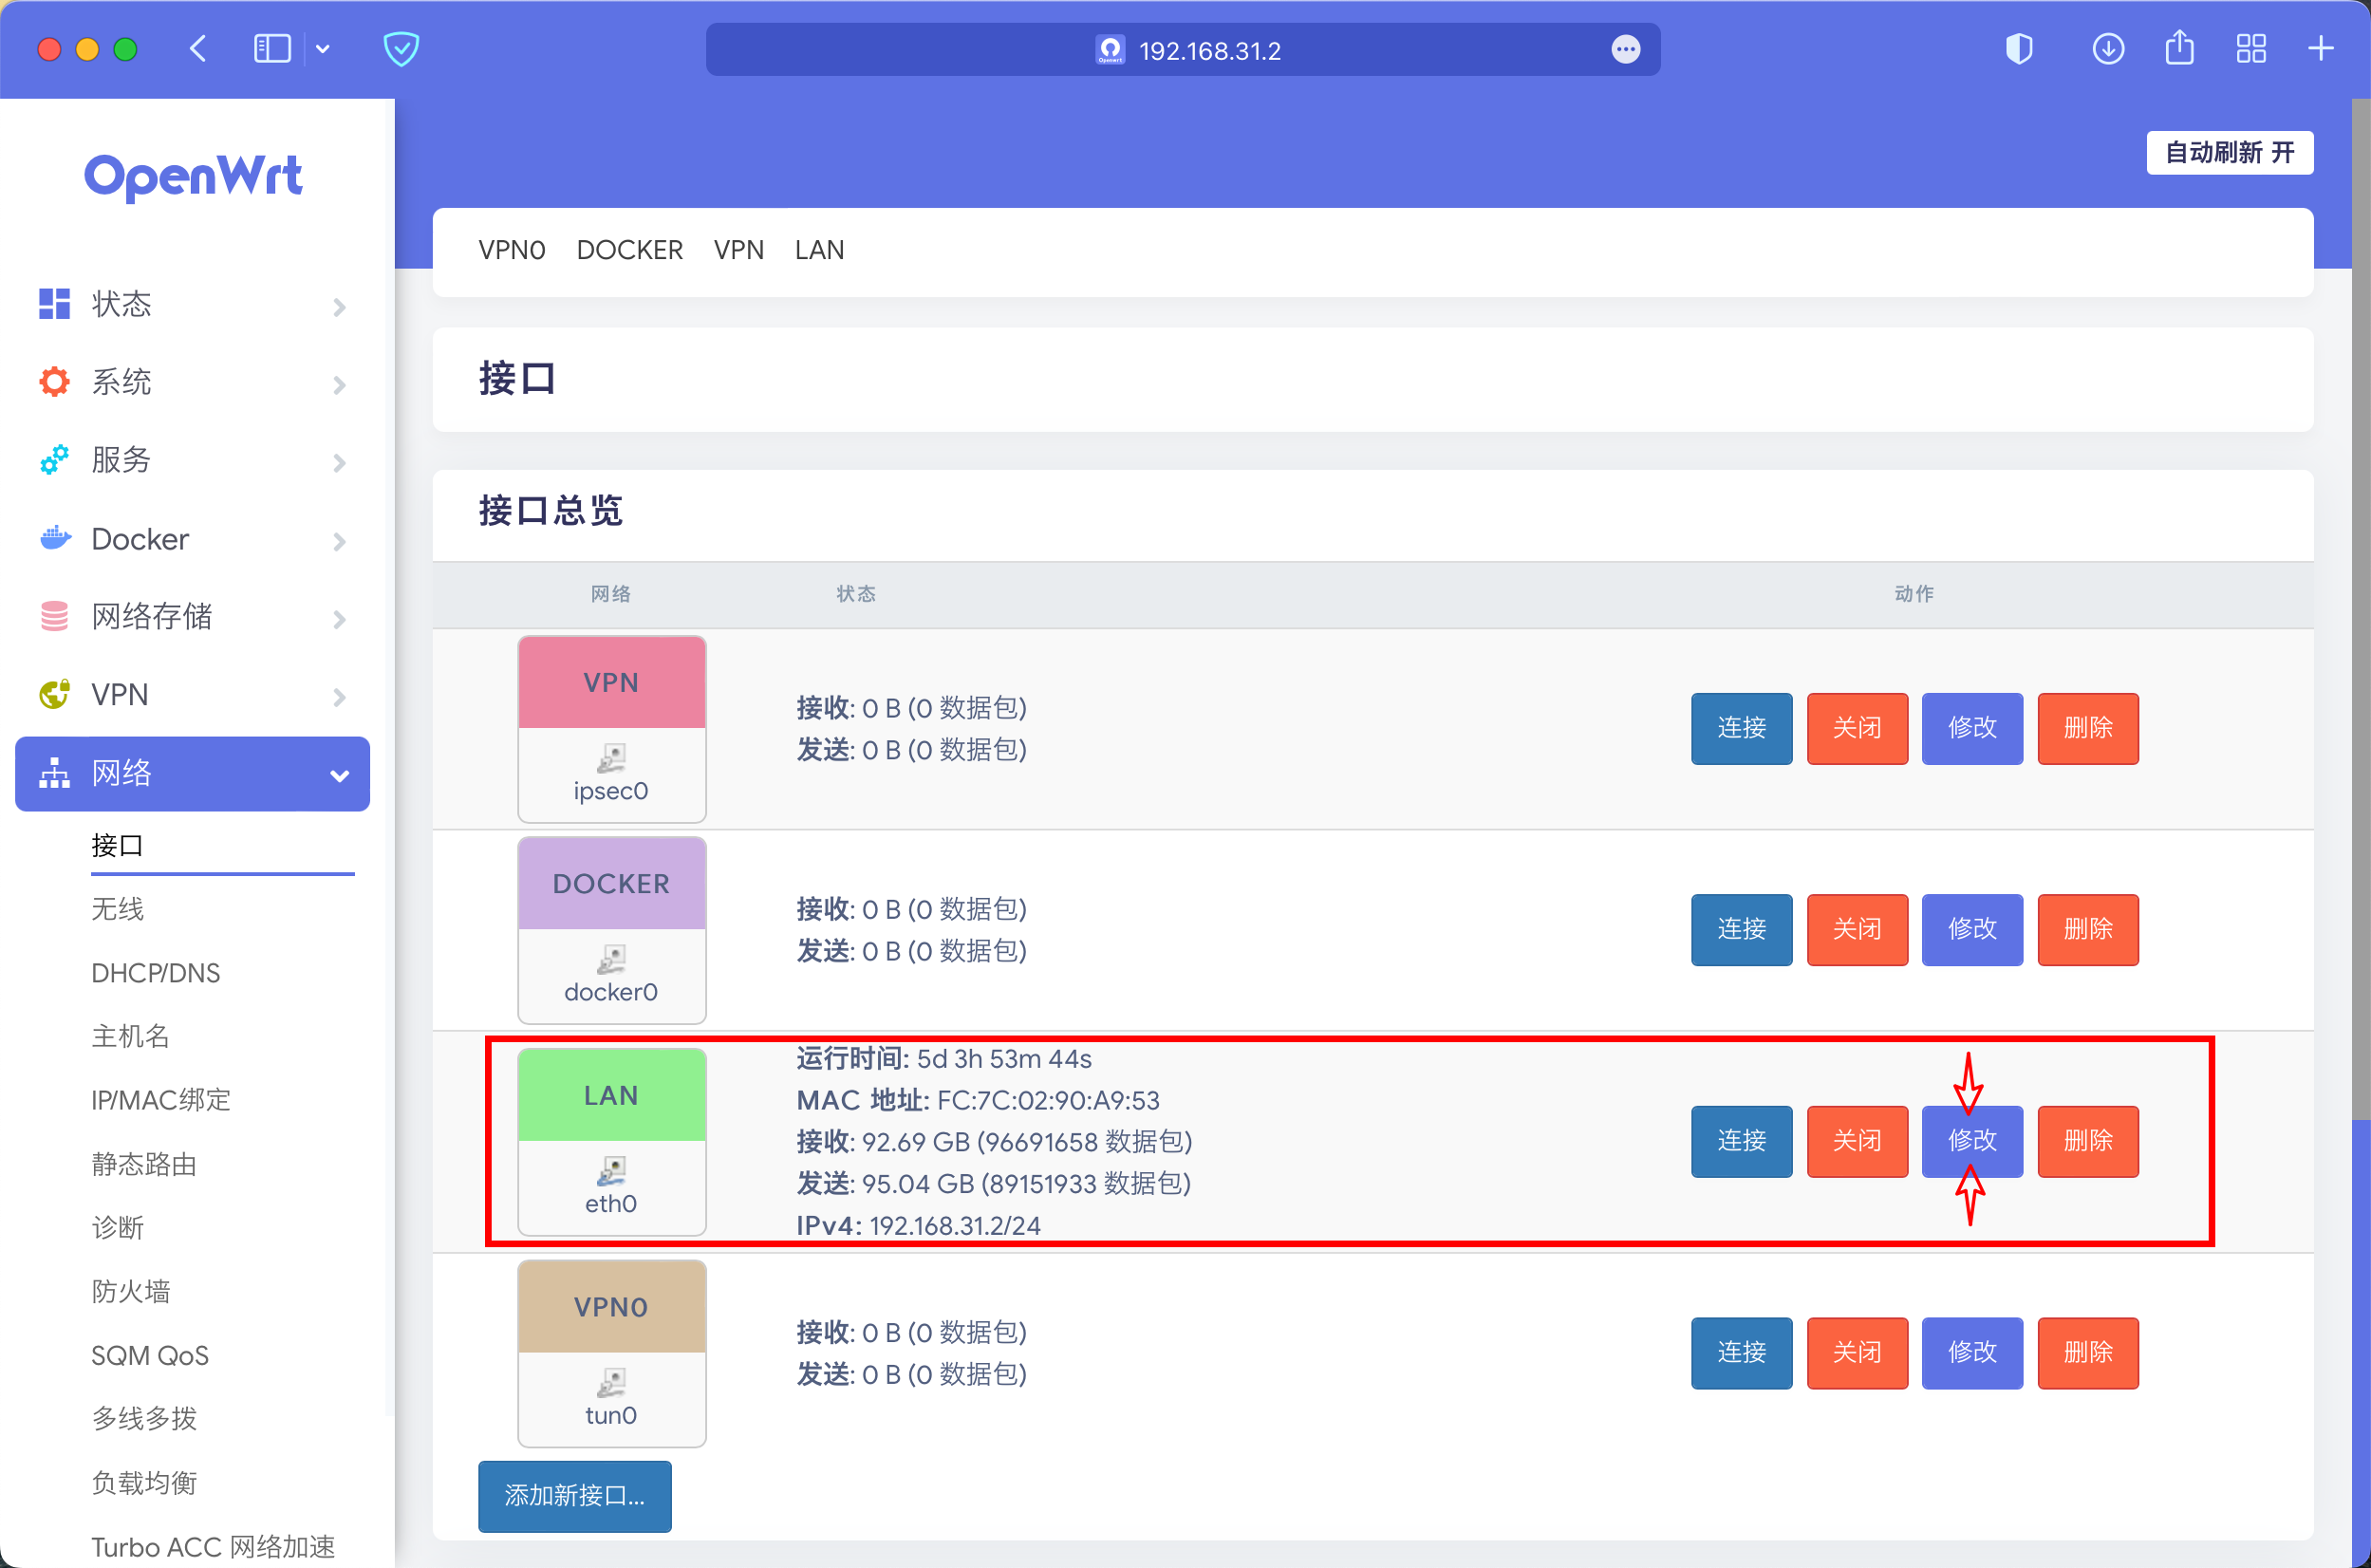 192.168.31.2
OpenWrt
自动刷新 开
状态
系统
服务
Docker
网络存储
VPN
网络
接口
无线
DHCP/DNS
主机名
IP/MAC绑定
静态路由
诊断
防火墙
SQM QoS
多线多拨
负载均衡
Turbo ACC 网络加速
VPN0 DOCKER VPN LAN
接口
接口总览
网络 状态 动作
VPN
ipsec0
接收: 0 B (0 数据包)
发送: 0 B (0 数据包)
连接 关闭 修改 删除
DOCKER
docker0
接收: 0 B (0 数据包)
发送: 0 B (0 数据包)
连接 关闭 修改 删除
LAN
eth0
运行时间: 5d 3h 53m 44s
MAC 地址: FC:7C:02:90:A9:53
接收: 92.69 GB (96691658 数据包)
发送: 95.04 GB (89151933 数据包)
IPv4: 192.168.31.2/24
连接 关闭 修改 删除
VPN0
tun0
接收: 0 B (0 数据包)
发送: 0 B (0 数据包)
连接 关闭 修改 删除
添加新接口...